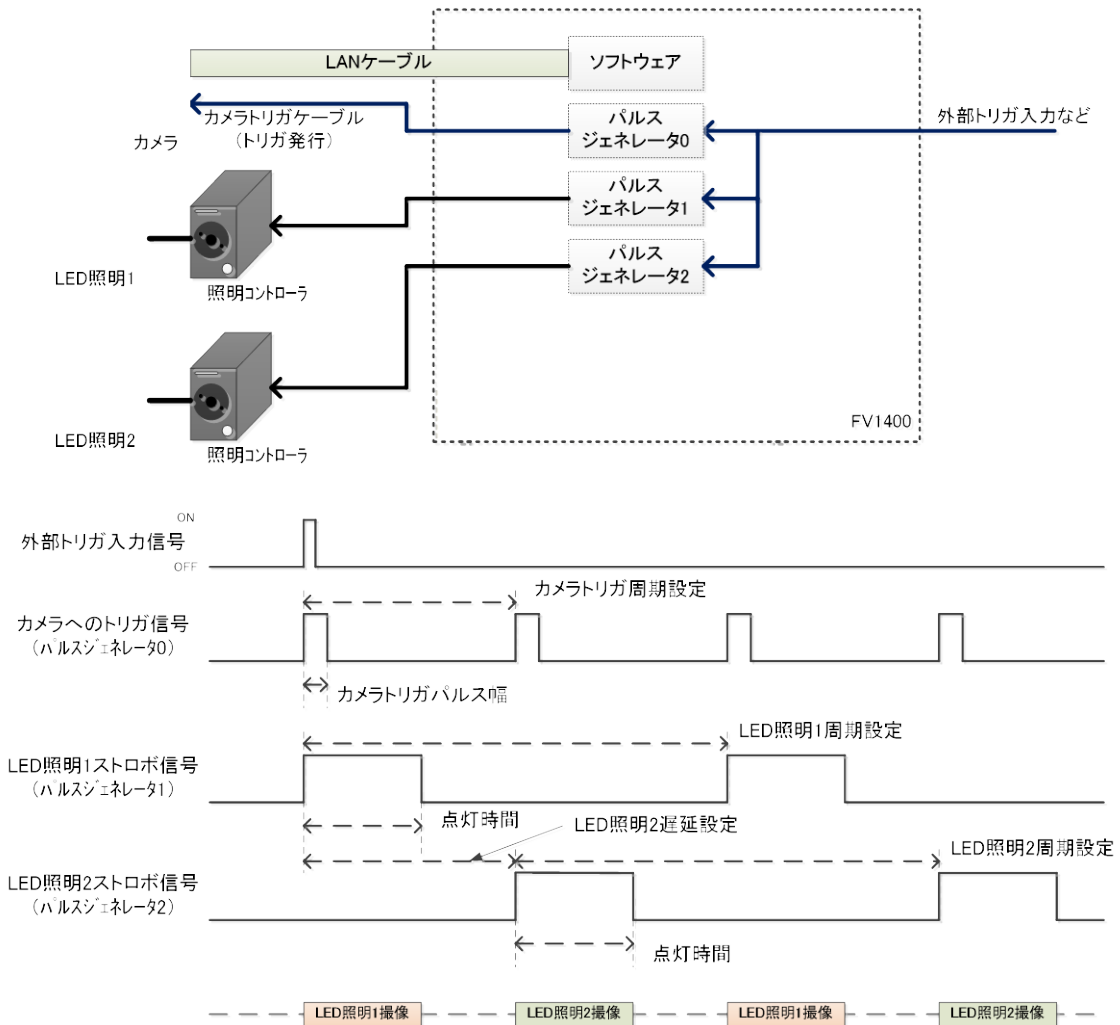 LANケーブル
ソフトウェア
カメラトリガケーブル
(トリガ発行)
カメラ
パルス
ジェネレータ0
外部トリガ入力など
パルス
ジェネレータ1
パルス
ジェネレータ2
LED照明1
照明コントローラ
LED照明2
照明コントローラ
FV1400
ON
外部トリガ入力信号
OFF
カメラトリガ周期設定
カメラへのトリガ信号
(パルスジェネレータ0)
カメラトリガパルス幅
LED照明1周期設定
LED照明1ストロボ信号
(パルスジェネレータ1)
点灯時間
LED照明2遅延設定
LED照明2周期設定
LED照明2ストロボ信号
(パルスジェネレータ2)
点灯時間
LED照明1撮像
LED照明2撮像
LED照明1撮像
LED照明2撮像